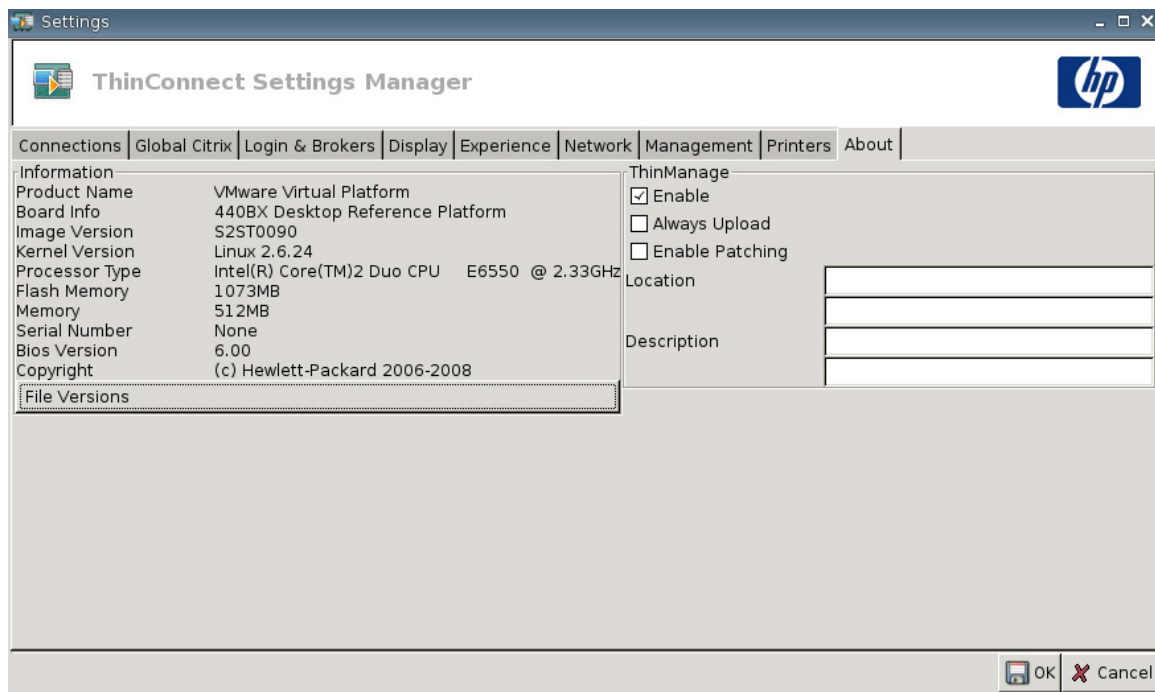 Settings
ThinConnect Settings Manager
hp
Connections Global Citrix Login & Brokers Display Experience Network Management Printers About
Information
Product Name VMware Virtual Platform
Board Info 440BX Desktop Reference Platform
Image Version S2ST0090
Kernel Version Linux 2.6.24
Processor Type Intel(R) Core(TM)2 Duo CPU E6550 @ 2.33GHz
Flash Memory 1073MB
Memory 512MB
Serial Number None
Bios Version 6.00
Copyright (c) Hewlett-Packard 2006-2008
File Versions
ThinManage
Enable
Always Upload
Enable Patching
Location
Description
OK Cancel